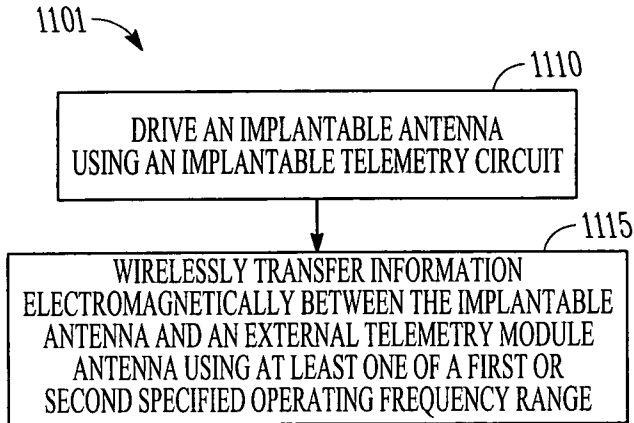 1101
1110
DRIVE AN IMPLANTABLE ANTENNA
USING AN IMPLANTABLE TELEMETRY CIRCUIT
1115
WIRELESSLY TRANSFER INFORMATION
ELECTROMAGNETICALLY BETWEEN THE IMPLANTABLE
ANTENNA AND AN EXTERNAL TELEMETRY MODULE
ANTENNA USING AT LEAST ONE OF A FIRST OR
SECOND SPECIFIED OPERATING FREQUENCY RANGE